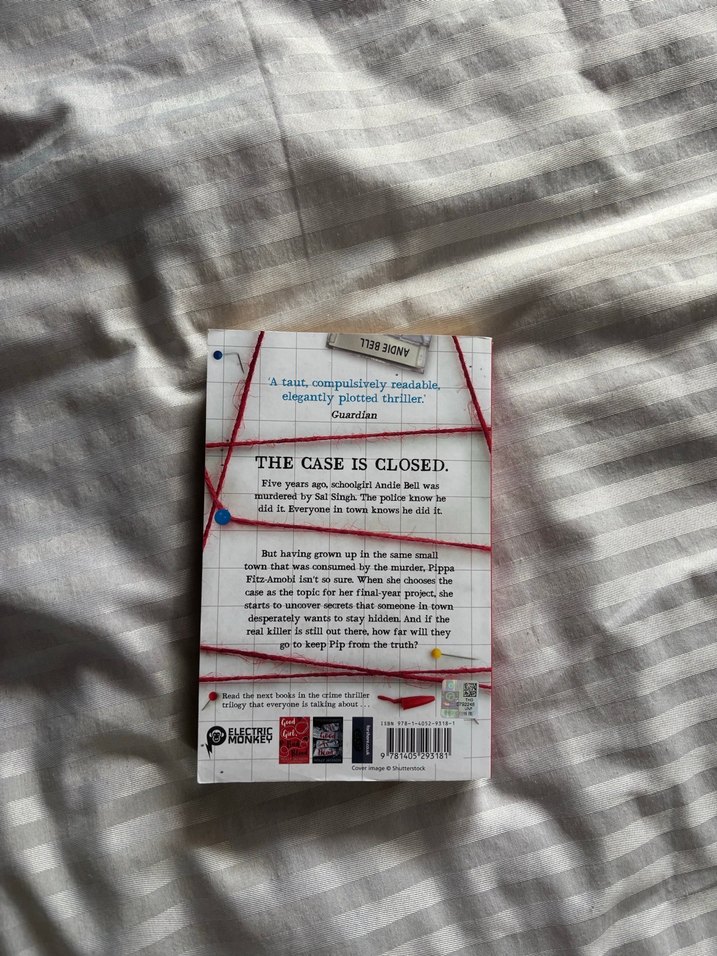 ANDIE BELL
'A taut, compulsively readable,
elegantly plotted thriller.'
Guardian
THE CASE IS CLOSED.
Five years ago, schoolgirl Andie Bell was
murdered by Sal Singh. The police know he
did it. Everyone in town knows he did it.
But having grown up in the same small
town that was consumed by the murder, Pippa
Fitz-Amobi isn't so sure. When she chooses the
case as the topic for her final-year project, she
starts to uncover secrets that someone in town
desperately wants to stay hidden. And if the
real killer is still out there, how far will they
go to keep Pip from the truth?
Read the next books in the crime thriller
trilogy that everyone is talking about ...
ELECTRIC
MONKEY
Good
Girl
ISBN 978-1-4052-9318-1
9 781405 293181
Cover image © Shutterstock